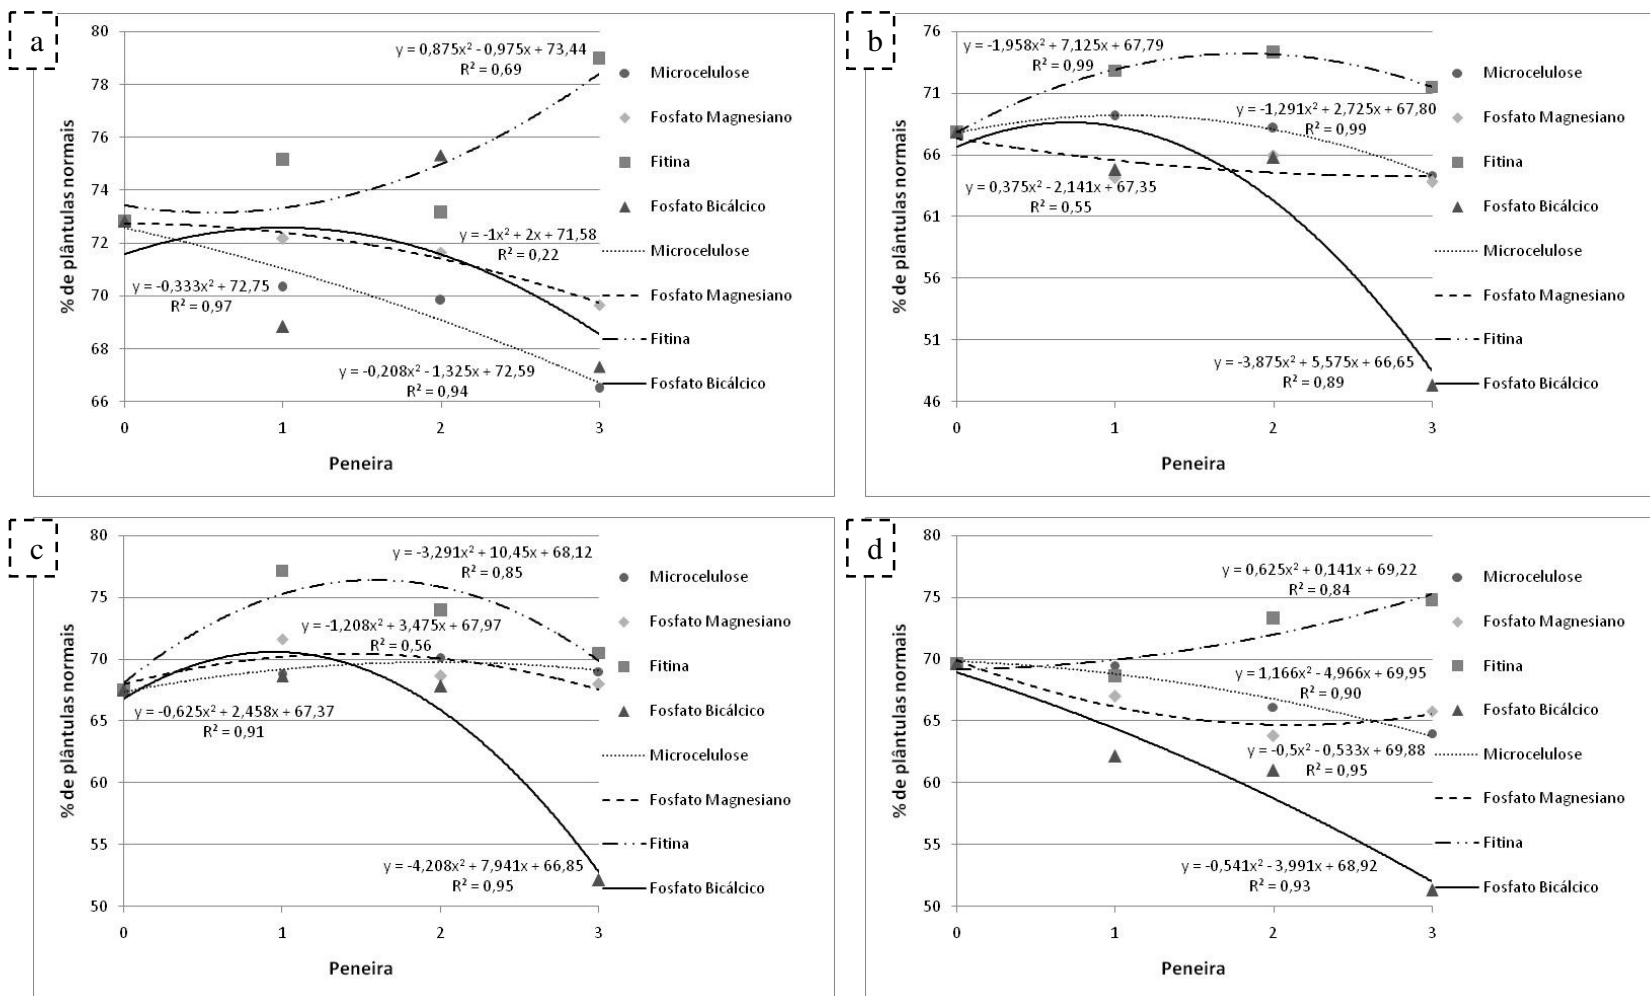 a
80
78
76
74
72
70
68
66
% de plântulas normais
0 1 2 3
Peneira
y = 0,875x² - 0,975x + 73,44
R² = 0,69
y = -1x² + 2x + 71,58
R² = 0,22
y = -0,333x² + 72,75
R² = 0,97
y = -0,208x² - 1,325x + 72,59
R² = 0,94
Microcelulose
Fosfato Magnesiano
Fitina
Fosfato Bicálcico
Microcelulose
Fosfato Magnesiano
Fitina
Fosfato Bicálcico
b
76
71
66
61
56
51
46
% de plântulas normais
0 1 2 3
Peneira
y = -1,958x² + 7,125x + 67,79
R² = 0,99
y = -1,291x² + 2,725x + 67,80
R² = 0,99
y = 0,375x² - 2,141x + 67,35
R² = 0,55
y = -3,875x² + 5,575x + 66,65
R² = 0,89
Microcelulose
Fosfato Magnesiano
Fitina
Fosfato Bicálcico
Microcelulose
Fosfato Magnesiano
Fitina
Fosfato Bicálcico
c
80
75
70
65
60
55
50
% de plântulas normais
0 1 2 3
Peneira
y = -3,291x² + 10,45x + 68,12
R² = 0,85
y = -1,208x² + 3,475x + 67,97
R² = 0,56
y = -0,625x² + 2,458x + 67,37
R² = 0,91
y = -4,208x² + 7,941x + 66,85
R² = 0,95
Microcelulose
Fosfato Magnesiano
Fitina
Fosfato Bicálcico
Microcelulose
Fosfato Magnesiano
Fitina
Fosfato Bicálcico
d
80
75
70
65
60
55
50
% de plântulas normais
0 1 2 3
Peneira
y = 0,625x² + 0,141x + 69,22
R² = 0,84
y = 1,166x² - 4,966x + 69,95
R² = 0,90
y = -0,5x² - 0,533x + 69,88
R² = 0,95
y = -0,541x² - 3,991x + 68,92
R² = 0,93
Microcelulose
Fosfato Magnesiano
Fitina
Fosfato Bicálcico
Microcelulose
Fosfato Magnesiano
Fitina
Fosfato Bicálcico